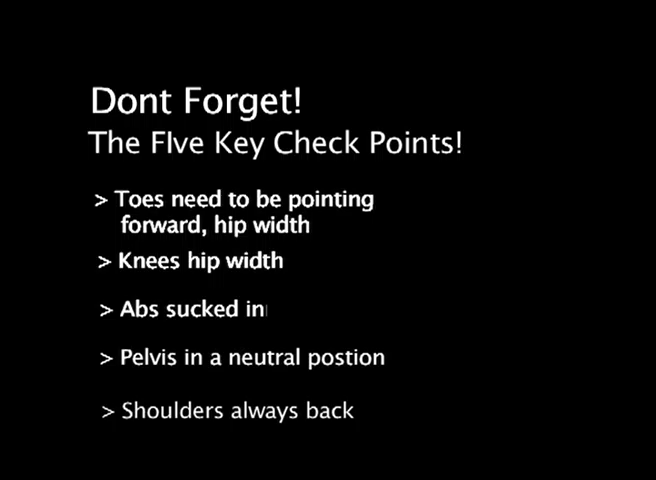 Dont Forget!
The FIve Key Check Points!
> Toes need to be pointing
forward, hip width
> Knees hip width
> Abs sucked in
> Pelvis in a neutral postion
> Shoulders always back